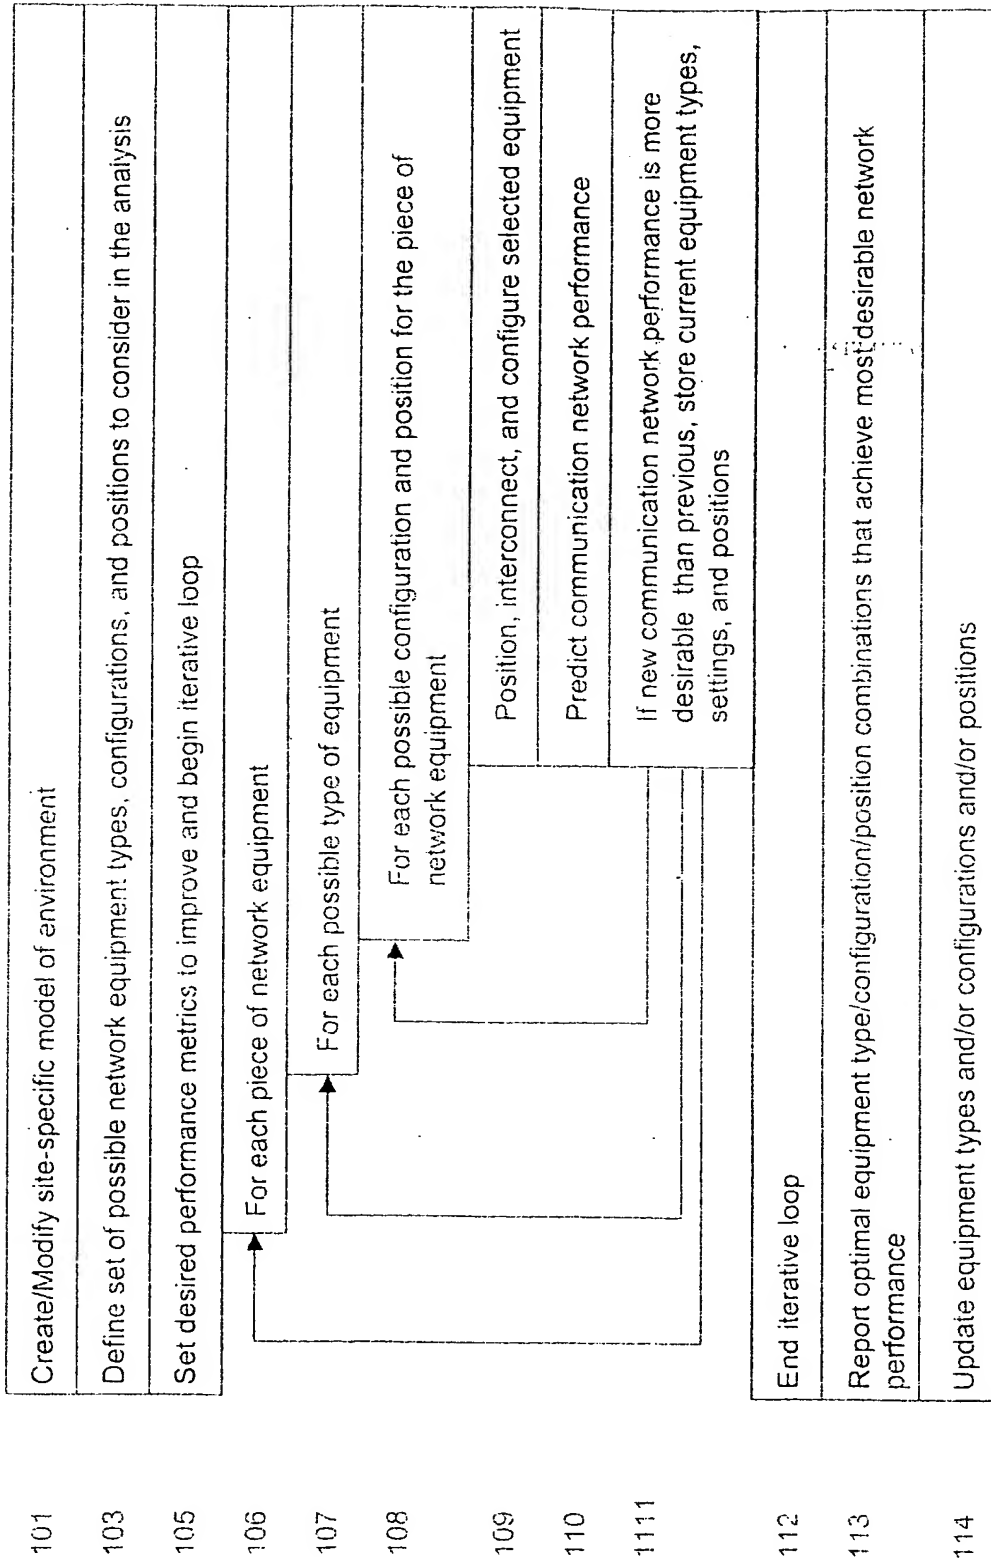 101 Create/Modify site-specific model of environment
103 Define set of possible network equipment types, configurations, and positions to consider in the analysis
105 Set desired performance metrics to improve and begin iterative loop
106 For each piece of network equipment
107 For each possible type of equipment
108 For each possible configuration and position for the piece of
network equipment
109 Position, interconnect, and configure selected equipment
110 Predict communication network performance
1111 If new communication network performance is more
desirable than previous, store current equipment types,
settings, and positions
112 End iterative loop
113 Report optimal equipment type/configuration/position combinations that achieve most desirable network
performance
114 Update equipment types and/or configurations and/or positions